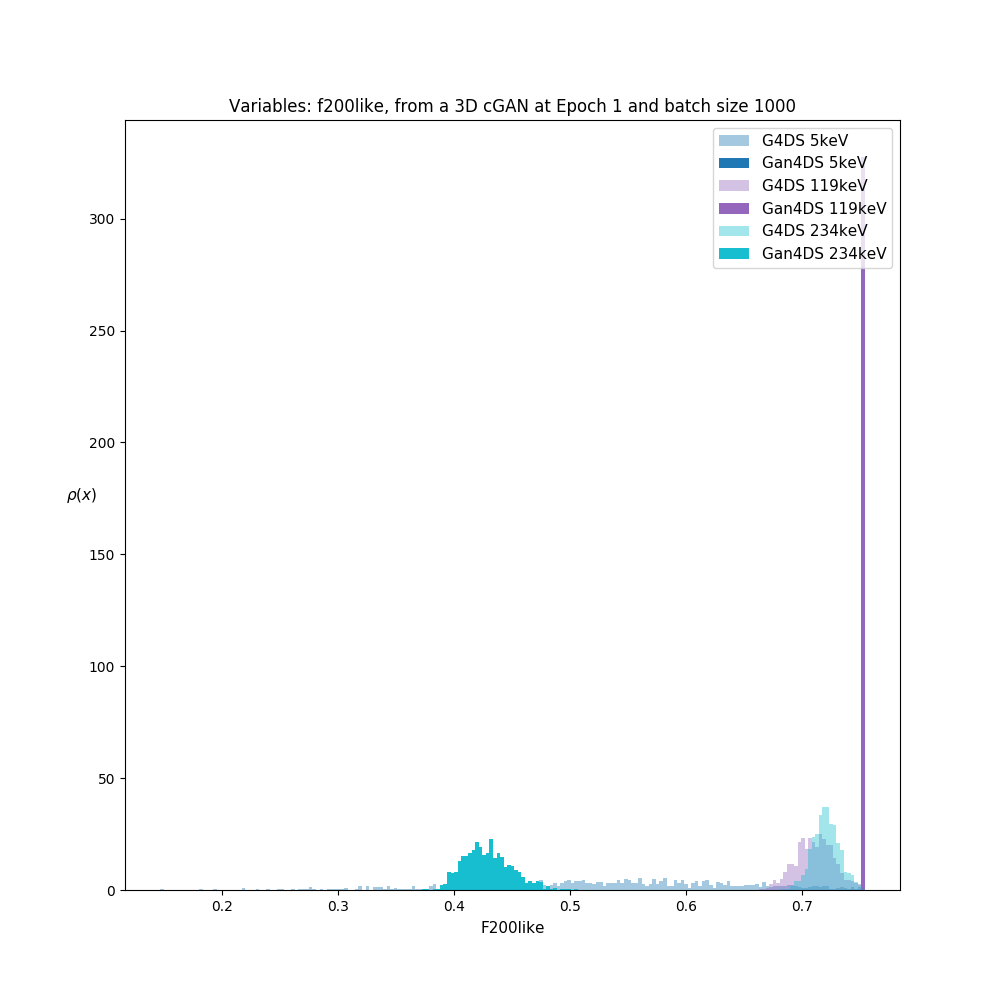 Variables: f200like, from a 3D cGAN at Epoch 1 and batch size 1000
G4DS 5keV
Gan4DS 5keV
G4DS 119keV
Gan4DS 119keV
G4DS 234keV
Gan4DS 234keV
300
250
200
150
100
50
0
ρ(x)
0.2 0.3 0.4 0.5 0.6 0.7
F200like